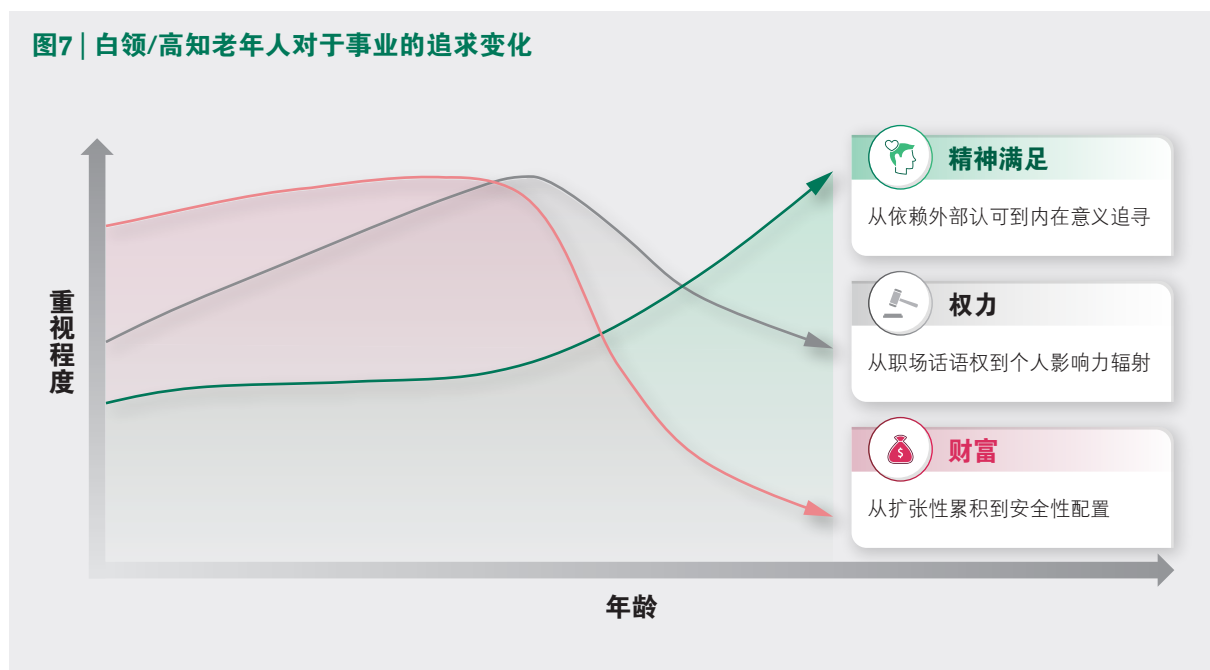 图7 | 白领/高知老年人对于事业的追求变化
重视程度
精神满足
从依赖外部认可到内在意义追寻
权力
从职场话语权到个人影响力辐射
财富
$
从扩张性累积到安全性配置
年龄